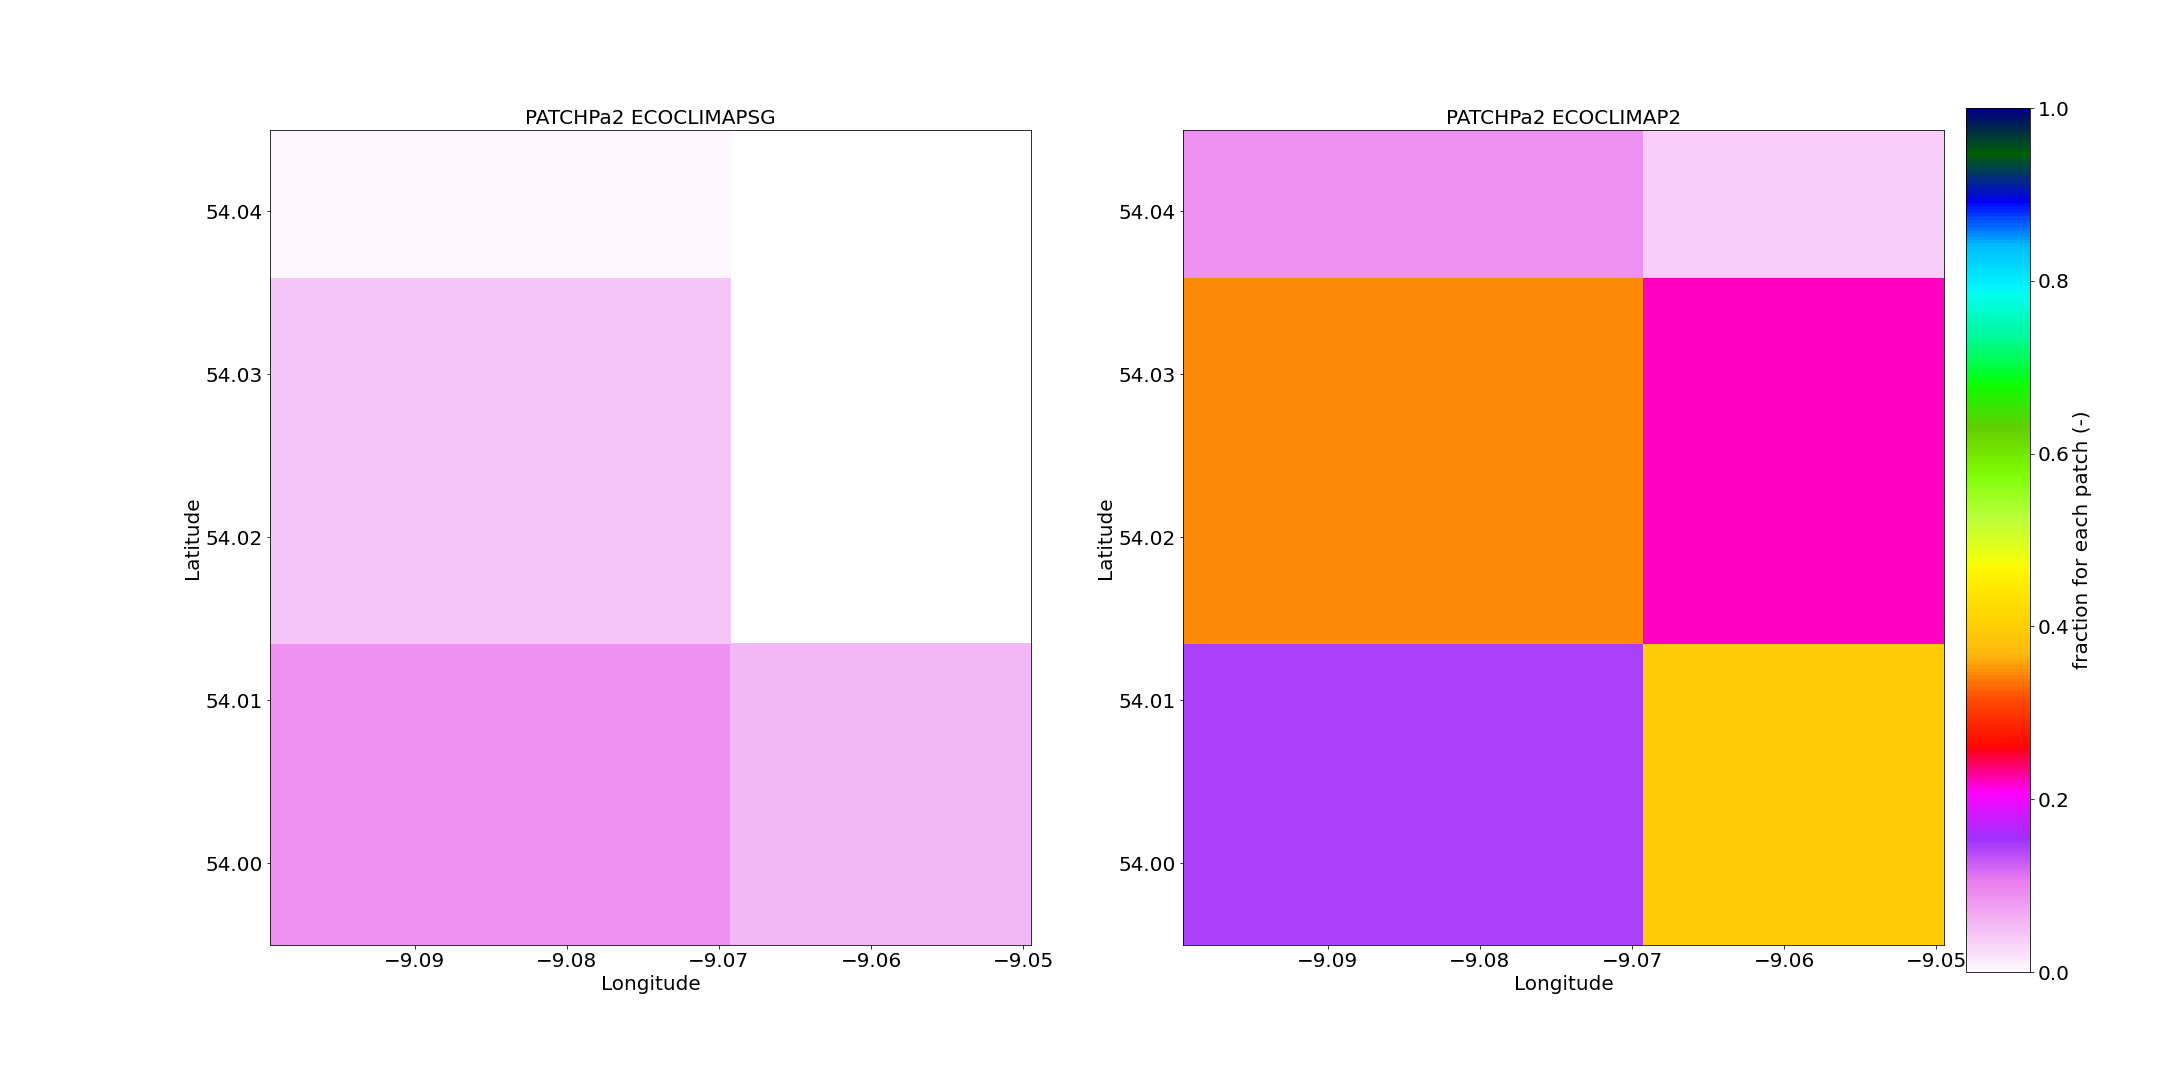 PATCHPa2 ECOCLIMAPSG
54.04
54.03
54.02
54.01
54.00
Latitude
−9.09 −9.08 −9.07 −9.06 −9.05
Longitude
PATCHPa2 ECOCLIMAP2
54.04
54.03
54.02
54.01
54.00
Latitude
−9.09 −9.08 −9.07 −9.06 −9.05
Longitude
1.0
0.8
0.6
0.4
0.2
0.0
fraction for each patch (-)